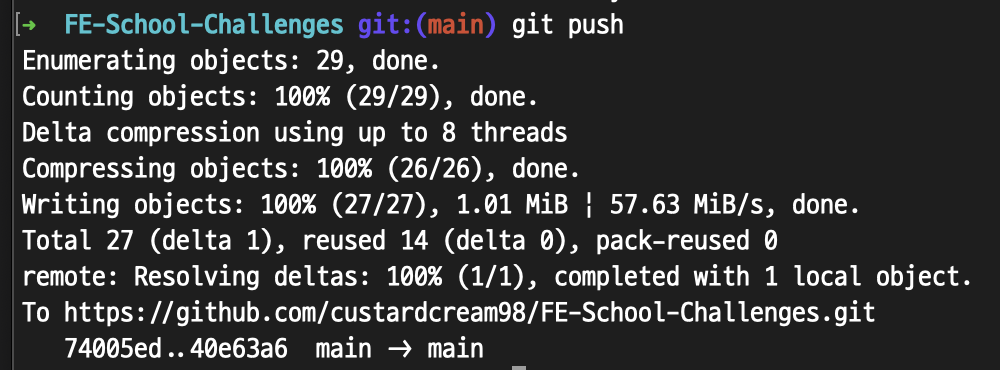 [➜  FE-School-Challenges git:(main) git push
Enumerating objects: 29, done.
Counting objects: 100% (29/29), done.
Delta compression using up to 8 threads
Compressing objects: 100% (26/26), done.
Writing objects: 100% (27/27), 1.01 MiB | 57.63 MiB/s, done.
Total 27 (delta 1), reused 14 (delta 0), pack-reused 0
remote: Resolving deltas: 100% (1/1), completed with 1 local object.
To https://github.com/custardcream98/FE-School-Challenges.git
   74005ed..40e63a6  main -> main